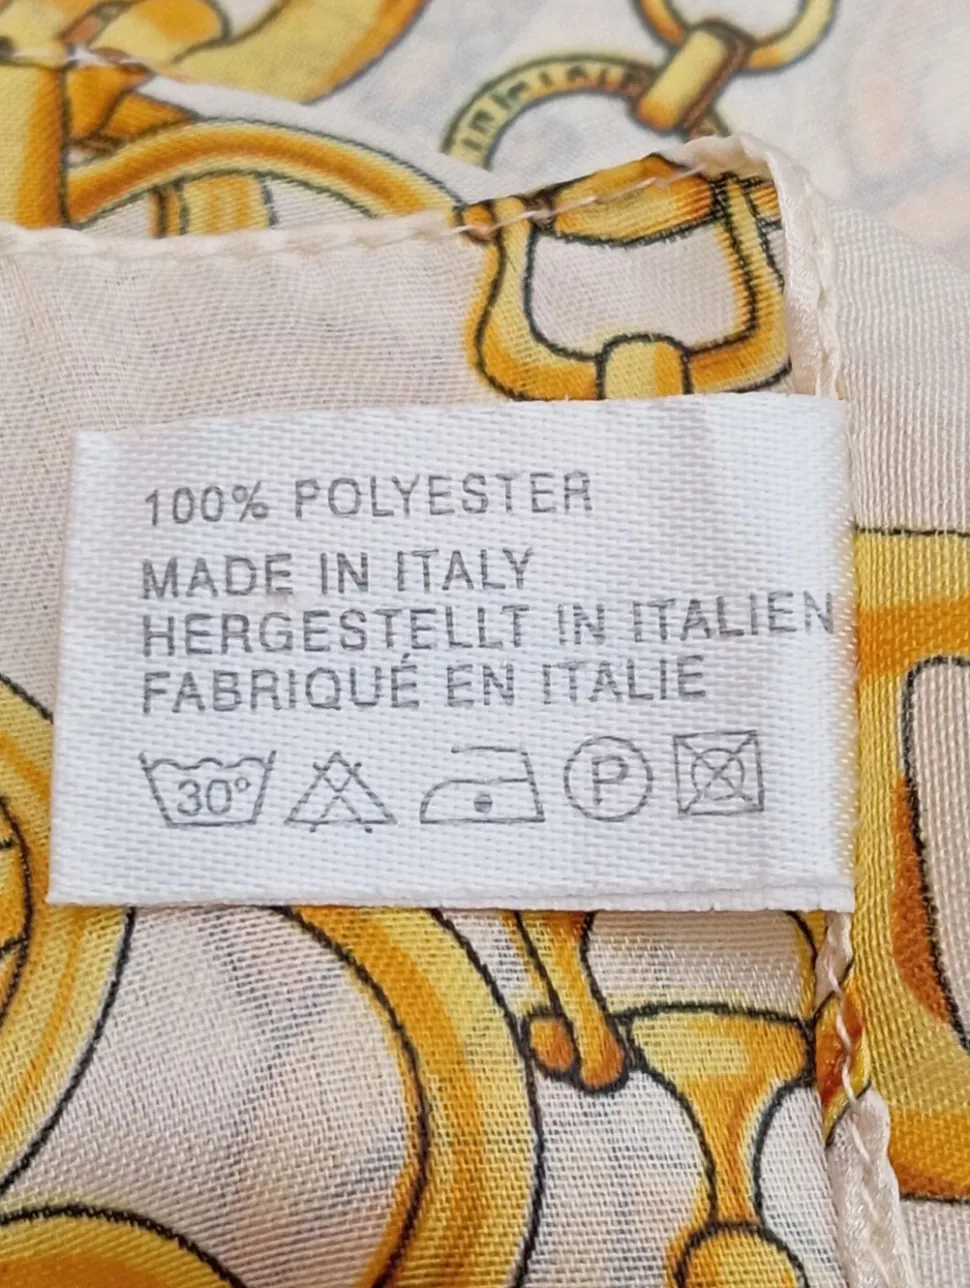 100% POLYESTER
MADE IN ITALY
HERGESTELLT IN ITALIEN
FABRIQUÉ EN ITALIE
30° P